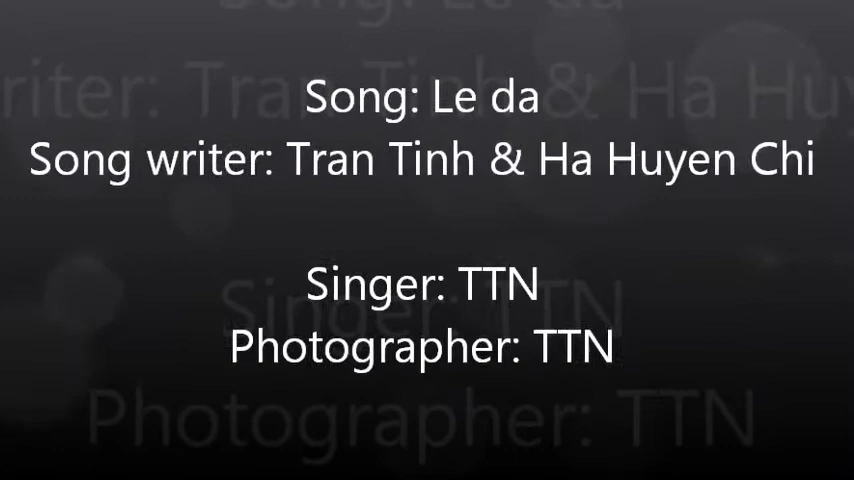 Song: Le da
Song writer: Tran Tinh & Ha Huyen Chi
Singer: TTN
Photographer: TTN